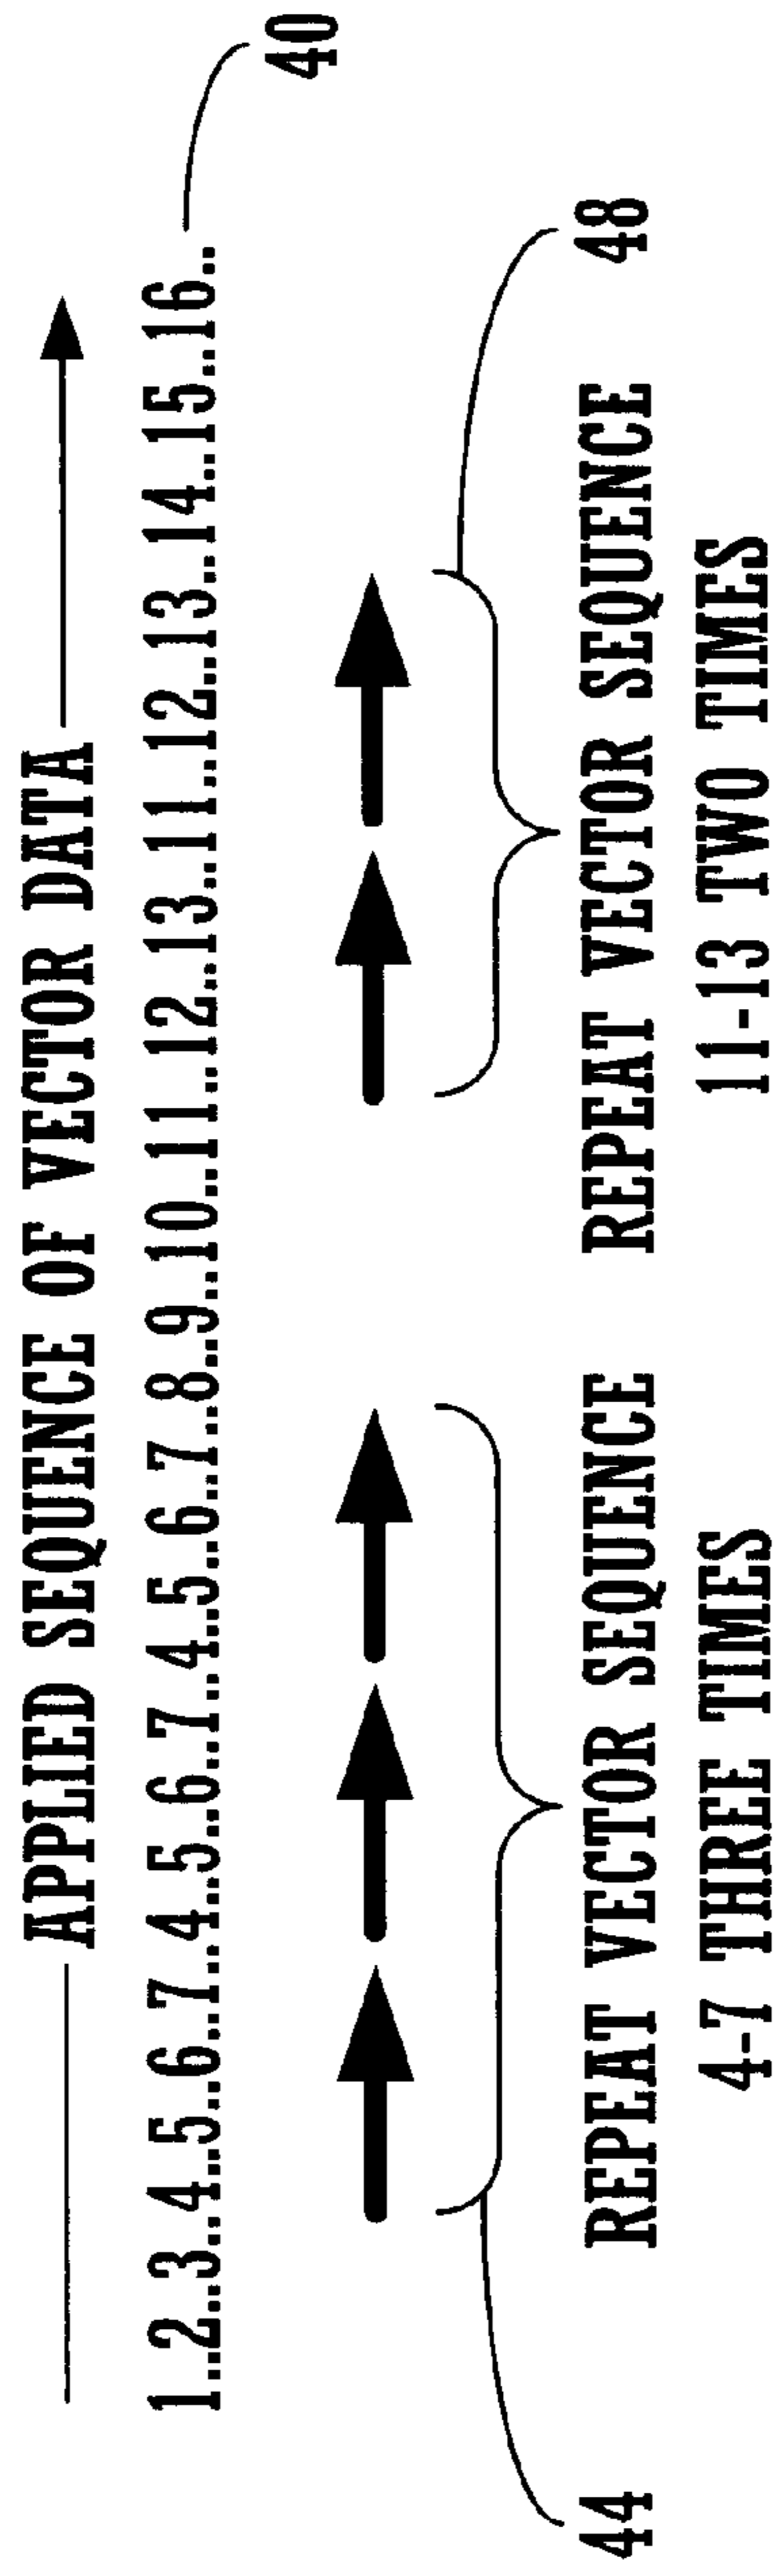 APPLIED SEQUENCE OF VECTOR DATA
1..2..3..4..5..6..7..4..5..6..7..4..5..6..7..8..9..10..11..12..13..11..12..13..14..15..16..
40
44
REPEAT VECTOR SEQUENCE
4-7 THREE TIMES
REPEAT VECTOR SEQUENCE
11-13 TWO TIMES
48